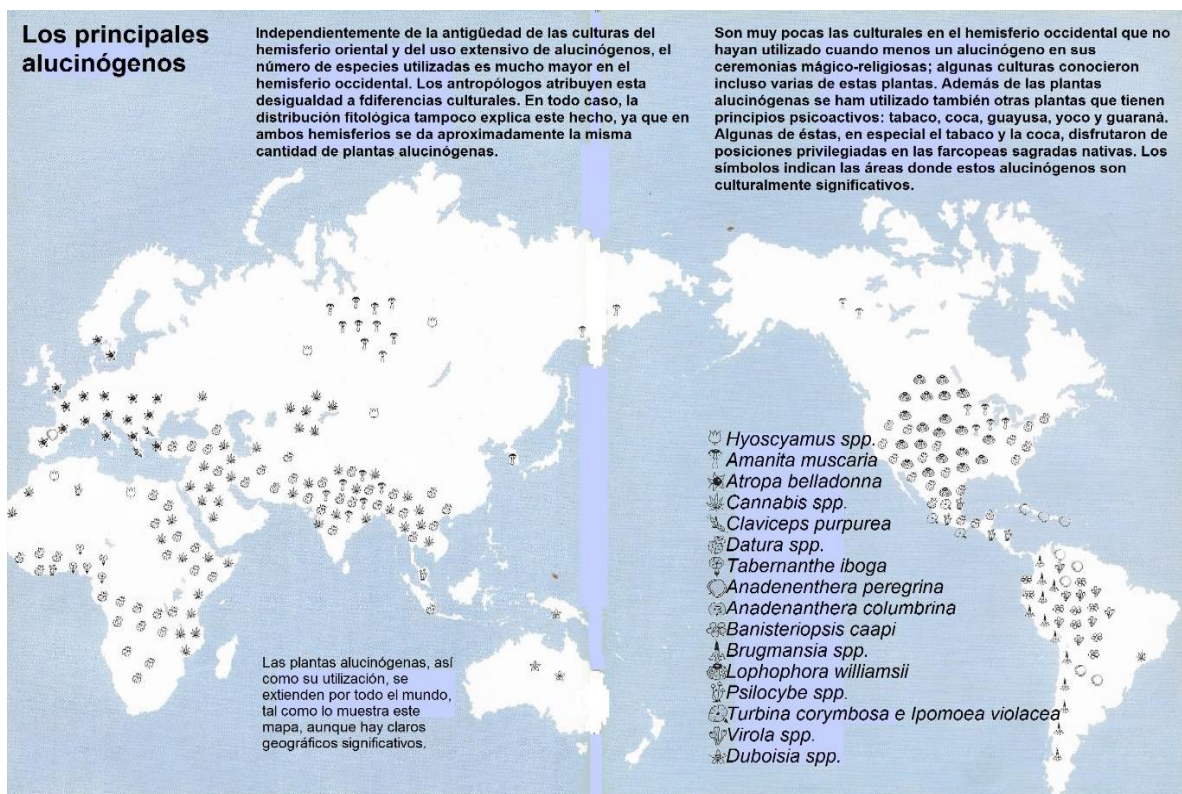 Los principales
alucinógenos
Independientemente de la antigüedad de las culturas del
hemisferio oriental y del uso extensivo de alucinógenos, el
número de especies utilizadas es mucho mayor en el
hemisferio occidental. Los antropólogos atribuyen esta
desigualdad a fdiferencias culturales. En todo caso, la
distribución fitológica tampoco explica este hecho, ya que en
ambos hemisferios se da aproximadamente la misma
cantidad de plantas alucinógenas.
Son muy pocas las culturales en el hemisferio occidental que no
hayan utilizado cuando menos un alucinógeno en sus
ceremonias mágico-religiosas; algunas culturas conocieron
incluso varias de estas plantas. Además de las plantas
alucinógenas se ham utilizado también otras plantas que tienen
principios psicoactivos: tabaco, coca, guayusa, yoco y guaraná.
Algunas de éstas, en especial el tabaco y la coca, disfrutaron de
posiciones privilegiadas en las farcopeas sagradas nativas. Los
símbolos indican las áreas donde estos alucinógenos son
culturalmente significativos.
Hyoscyamus spp.
Amanita muscaria
Atropa belladonna
Cannabis spp.
Claviceps purpurea
Datura spp.
Tabernanthe iboga
Anadenenthera peregrina
Anadenanthera columbrina
Banisteriopsis caapi
Brugmansia spp.
Lophophora williamsii
Psilocybe spp.
Turbina corymbosa e Ipomoea violacea
Virola spp.
Duboisia spp.
Las plantas alucinógenas, así
como su utilización, se
extienden por todo el mundo,
tal como lo muestra este
mapa, aunque hay claros
geográficos significativos.